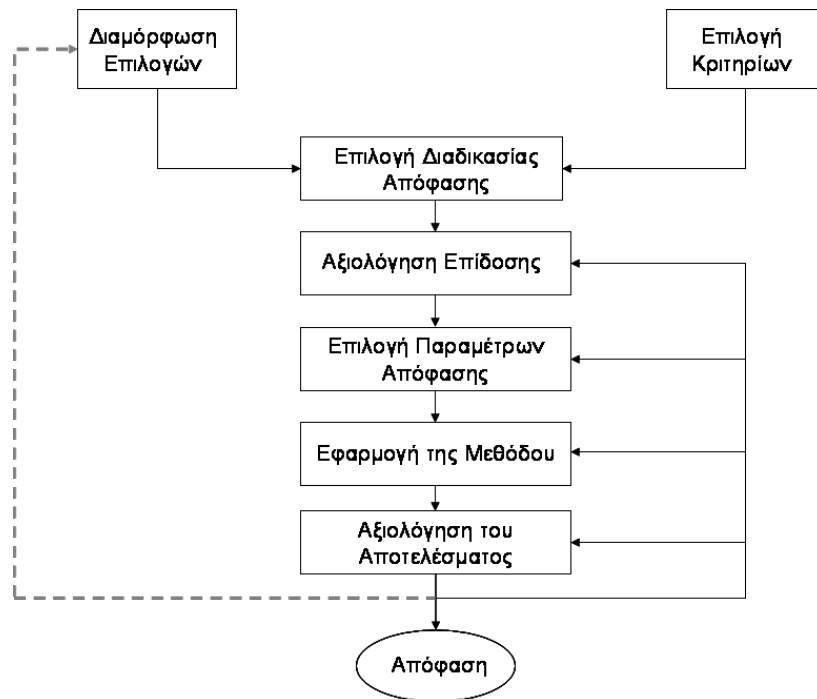 Διαμόρφωση
Επιλογών
Επιλογή
Κριτηρίων
Επιλογή Διαδικασίας
Απόφασης
Αξιολόγηση Επίδοσης
Επιλογή Παραμέτρων
Απόφασης
Εφαρμογή της Μεθόδου
Αξιολόγηση του
Αποτελέσματος
Απόφαση